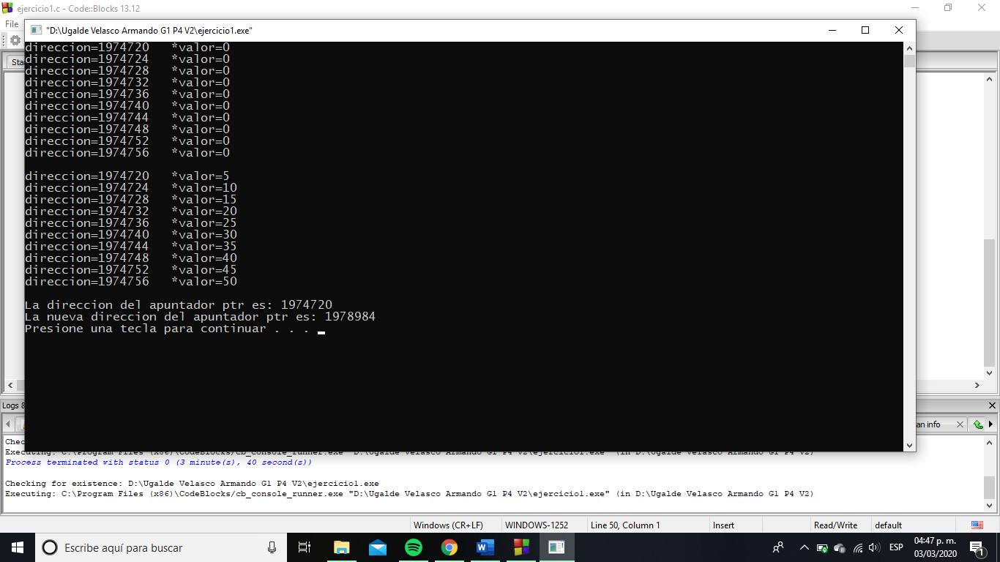 ejercicio1.c - Code::Blocks 13.12
File
"D:\Ugalde Velasco Armando G1 P4 V2\ejercicio1.exe"
direccion=1974720 *valor=0
direccion=1974724 *valor=0
direccion=1974728 *valor=0
direccion=1974732 *valor=0
direccion=1974736 *valor=0
direccion=1974740 *valor=0
direccion=1974744 *valor=0
direccion=1974748 *valor=0
direccion=1974752 *valor=0
direccion=1974756 *valor=0
direccion=1974720 *valor=5
direccion=1974724 *valor=10
direccion=1974728 *valor=15
direccion=1974732 *valor=20
direccion=1974736 *valor=25
direccion=1974740 *valor=30
direccion=1974744 *valor=35
direccion=1974748 *valor=40
direccion=1974752 *valor=45
direccion=1974756 *valor=50
La direccion del apuntador ptr es: 1974720
La nueva direccion del apuntador ptr es: 1978984
Presione una tecla para continuar . . .
Logs &
an info
Executing: C:\Program Files (x86)\CodeBlocks/cb_console_runner.exe "D:\Ugalde Velasco Armando G1 P4 V2\ejercicio1.exe" (in D:\Ugalde Velasco Armando G1 P4 V2)
Process terminated with status 0 (3 minute(s), 40 second(s))
Checking for existence: D:\Ugalde Velasco Armando G1 P4 V2\ejercicio1.exe
Executing: C:\Program Files (x86)\CodeBlocks/cb_console_runner.exe "D:\Ugalde Velasco Armando G1 P4 V2\ejercicio1.exe" (in D:\Ugalde Velasco Armando G1 P4 V2)
Windows (CR+LF) WINDOWS-1252 Line 50, Column 1 Insert Read/Write default
Escribe aquí para buscar
ESP
04:47 p. m.
03/03/2020
1